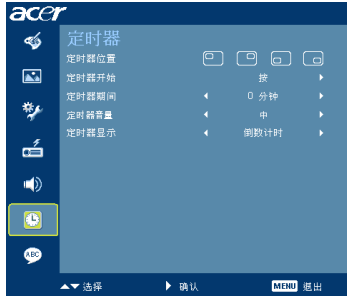 acer
定时器
定时器位置
定时器开始 按
定时器期间 0 分钟
定时器音量 中
定时器显示 倒数计时
ABC
选择 确认 MENU 退出